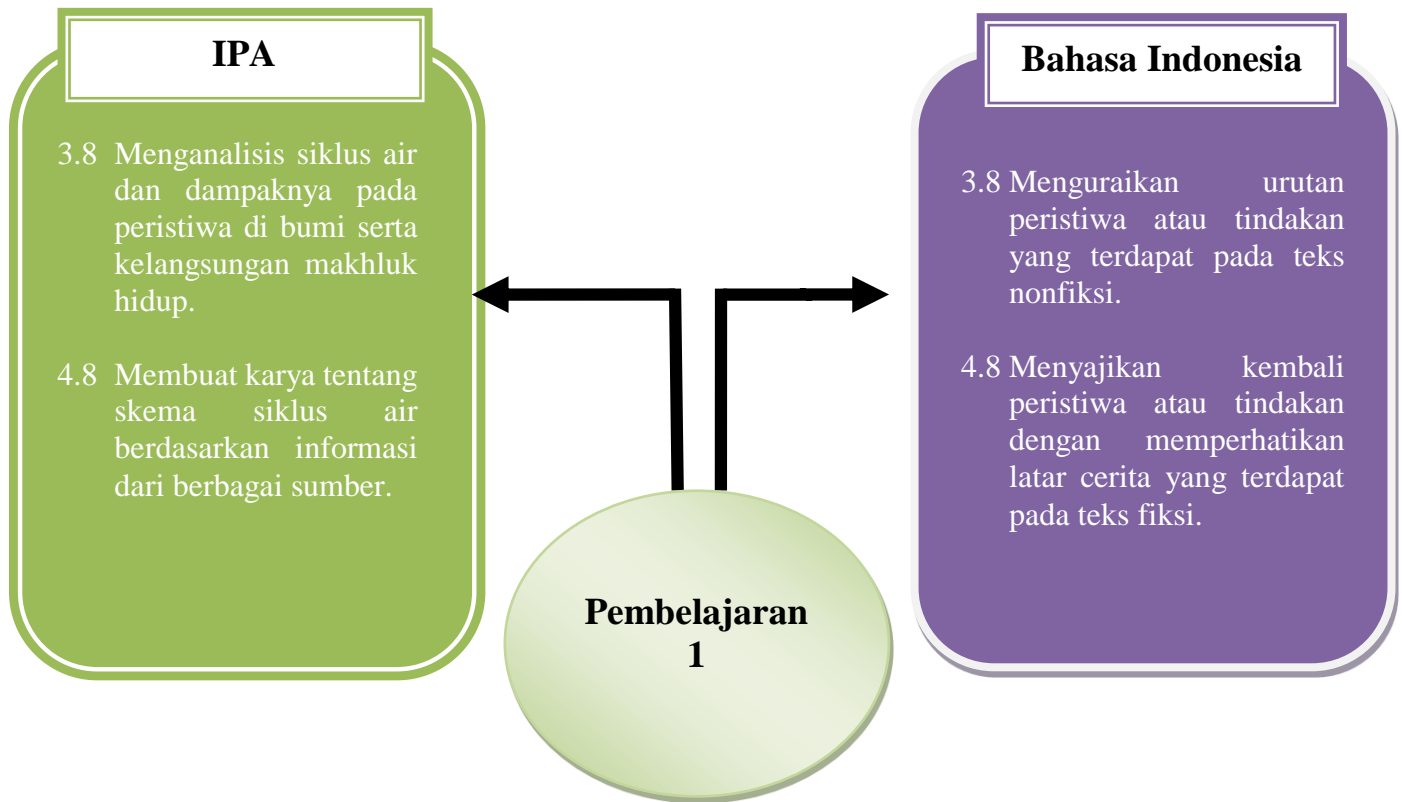 IPA
3.8 Menganalisis siklus air
dan dampaknya pada
peristiwa di bumi serta
kelangsungan makhluk
hidup.
4.8 Membuat karya tentang
skema siklus air
berdasarkan informasi
dari berbagai sumber.
Bahasa Indonesia
3.8 Menguraikan urutan
peristiwa atau tindakan
yang terdapat pada teks
nonfiksi.
4.8 Menyajikan kembali
peristiwa atau tindakan
dengan memperhatikan
latar cerita yang terdapat
pada teks fiksi.
Pembelajaran
1